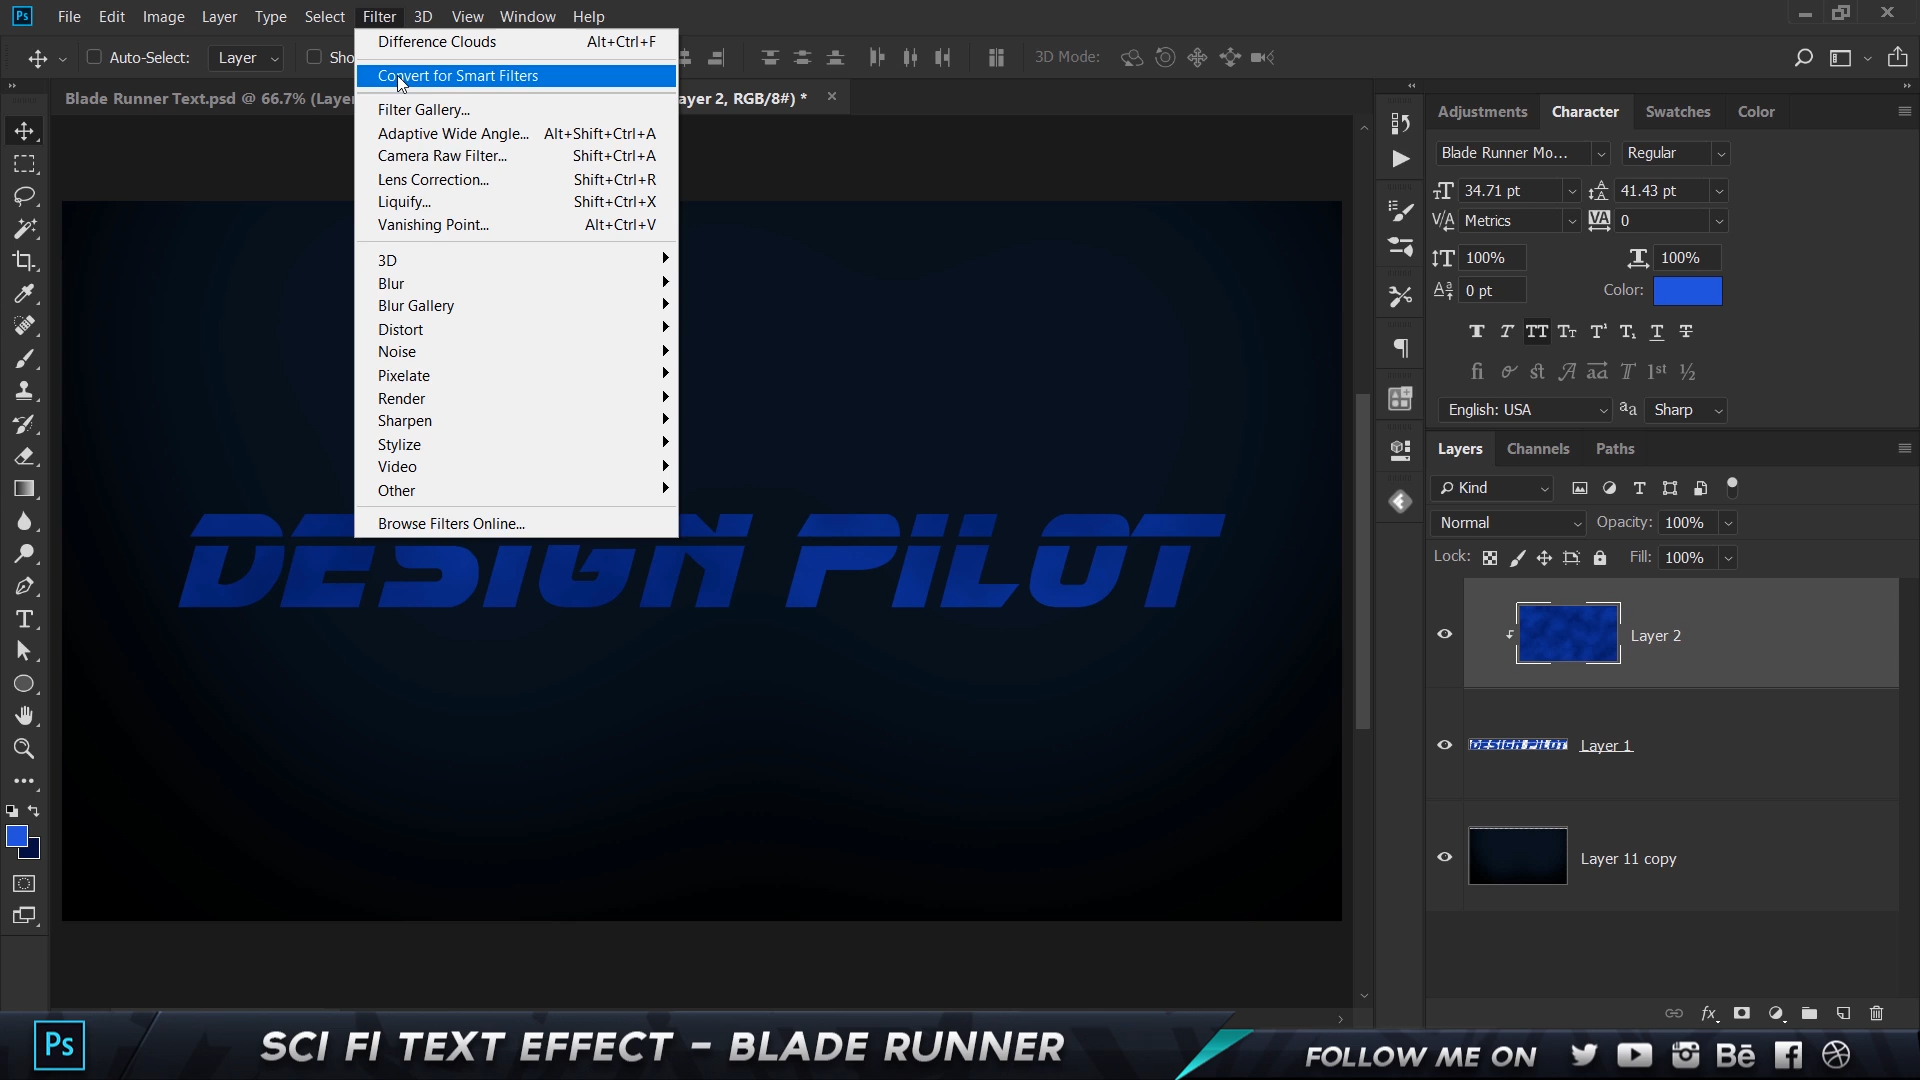 Ps File Edit Image Layer Type Select Filter 3D View Window Help
Auto-Select: Layer Sho 3D Mode:
Blade Runner Text.psd @ 66.7% (Laye ayer 2, RGB/8#) *
Difference Clouds Alt+Ctrl+F
Convert for Smart Filters
Filter Gallery...
Adaptive Wide Angle... Alt+Shift+Ctrl+A
Camera Raw Filter... Shift+Ctrl+A
Lens Correction... Shift+Ctrl+R
Liquify... Shift+Ctrl+X
Vanishing Point... Alt+Ctrl+V
3D
Blur
Blur Gallery
Distort
Noise
Pixelate
Render
Sharpen
Stylize
Video
Other
Browse Filters Online...
DESIGN PiLOT
Adjustments Character Swatches Color
Blade Runner Mo... Regular
34.71 pt 41.43 pt
Metrics 0
100% 100%
0 pt Color:
English: USA aa Sharp
Layers Channels Paths
Kind
Normal Opacity: 100%
Lock: Fill: 100%
Layer 2
DESIGN PiLOT Layer 1
Layer 11 copy
Ps SCI FI TEXT EFFECT - BLADE RUNNER FOLLOW ME ON Bē